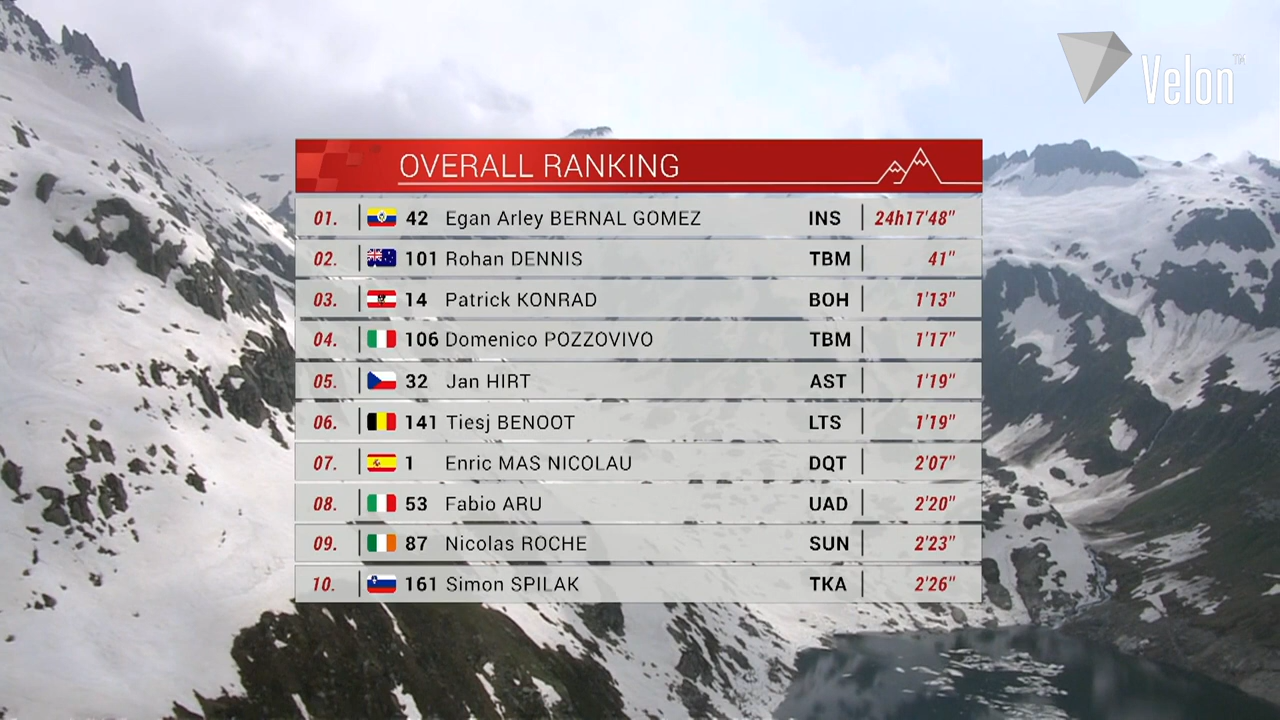 Velon™
OVERALL RANKING
01. 42 Egan Arley BERNAL GOMEZ INS 24h17'48"
02. 101 Rohan DENNIS TBM 41"
03. 14 Patrick KONRAD BOH 1'13"
04. 106 Domenico POZZOVIVO TBM 1'17"
05. 32 Jan HIRT AST 1'19"
06. 141 Tiesj BENOOT LTS 1'19"
07. 1 Enric MAS NICOLAU DQT 2'07"
08. 53 Fabio ARU UAD 2'20"
09. 87 Nicolas ROCHE SUN 2'23"
10. 161 Simon SPILAK TKA 2'26"